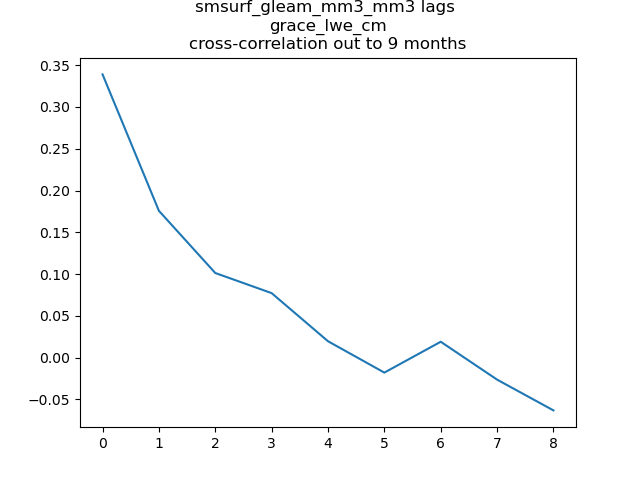 smsurf_gleam_mm3_mm3 lags
grace_lwe_cm
cross-correlation out to 9 months
0.35
0.30
0.25
0.20
0.15
0.10
0.05
0.00
−0.05
0 1 2 3 4 5 6 7 8